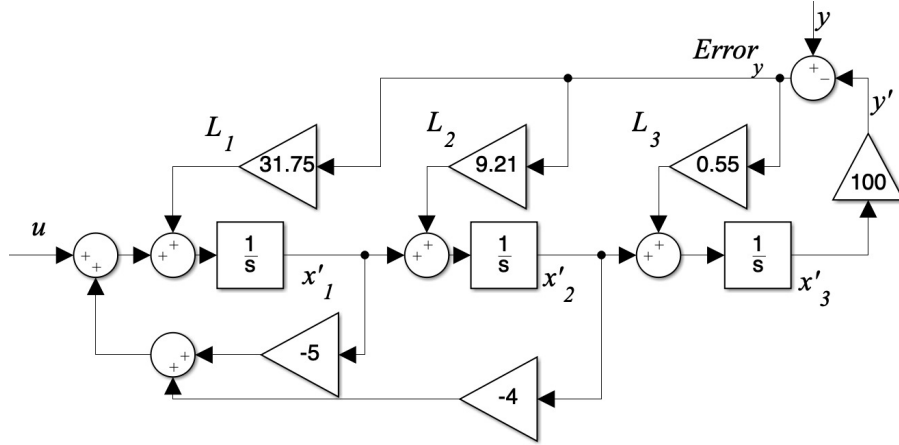 y
Error y
y'
L 1
L 2
L 3
31.75
9.21
0.55
100
+
−
u
+
+
+
+
1
s
x' 1
+
+
1
s
x' 2
+
+
1
s
x' 3
-5
+
+
-4